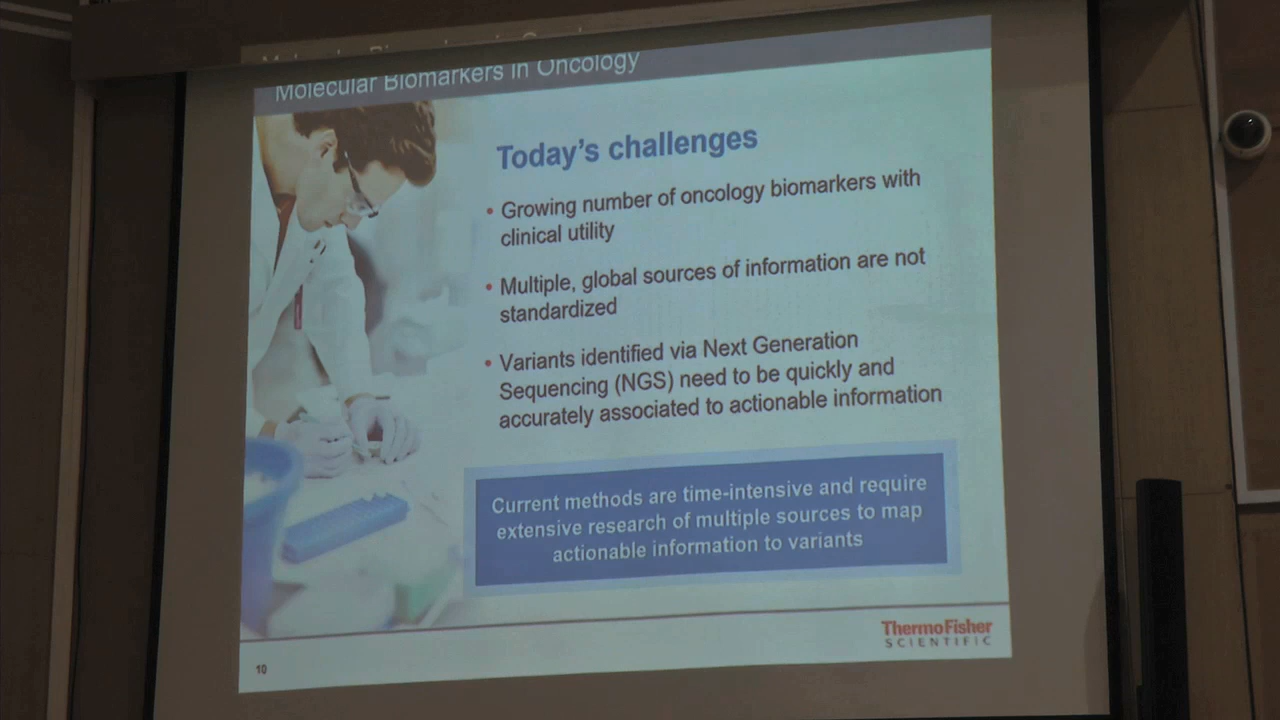 Molecular Biomarkers in Oncology
Today's challenges
• Growing number of oncology biomarkers with
clinical utility
• Multiple, global sources of information are not
standardized
• Variants identified via Next Generation
Sequencing (NGS) need to be quickly and
accurately associated to actionable information
Current methods are time-intensive and require
extensive research of multiple sources to map
actionable information to variants
ThermoFisher
SCIENTIFIC
10